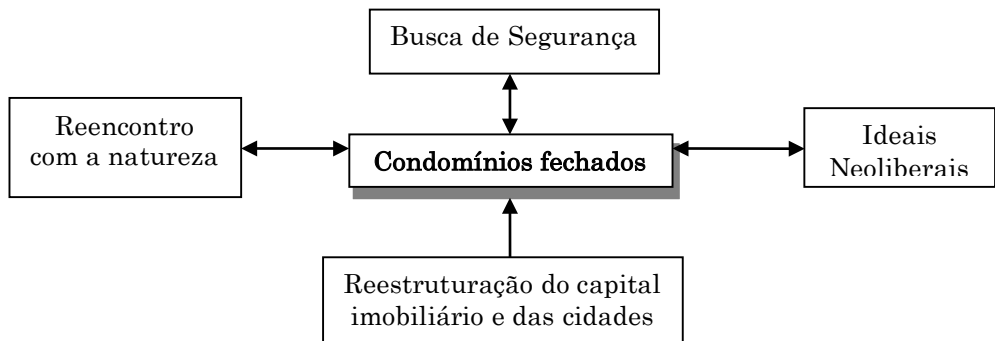 Busca de Segurança
Reencontro
com a natureza
Condomínios fechados
Ideais
Neoliberais
Reestruturação do capital
imobiliário e das cidades